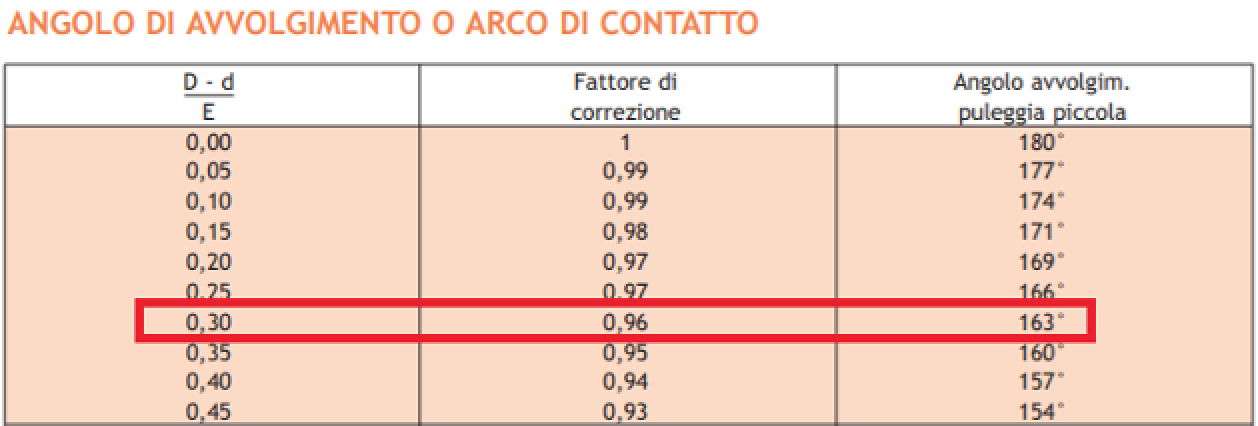 ANGOLO DI AVVOLGIMENTO O ARCO DI CONTATTO
D - d Fattore di Angolo avvolgim.
E correzione puleggia piccola
0,00 1 180°
0,05 0,99 177°
0,10 0,99 174°
0,15 0,98 171°
0,20 0,97 169°
0,25 0,97 166°
0,30 0,96 163°
0,35 0,95 160°
0,40 0,94 157°
0,45 0,93 154°